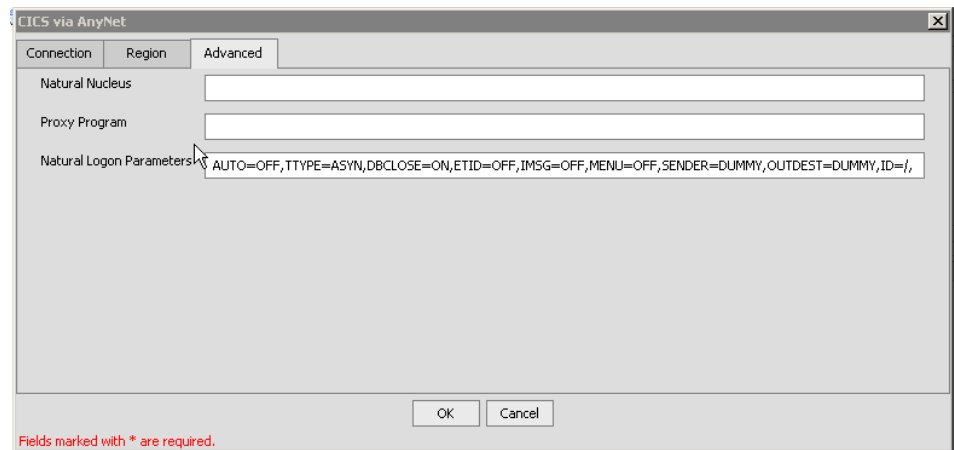 CICS via AnyNet
Connection Region Advanced
Natural Nucleus
Proxy Program
Natural Logon Parameters AUTO=OFF,TTYPE=ASYN,DBCLOSE=ON,ETID=OFF,IMSG=OFF,MENU=OFF,SENDER=DUMMY,OUTDEST=DUMMY,ID=/,
OK Cancel
Fields marked with * are required.